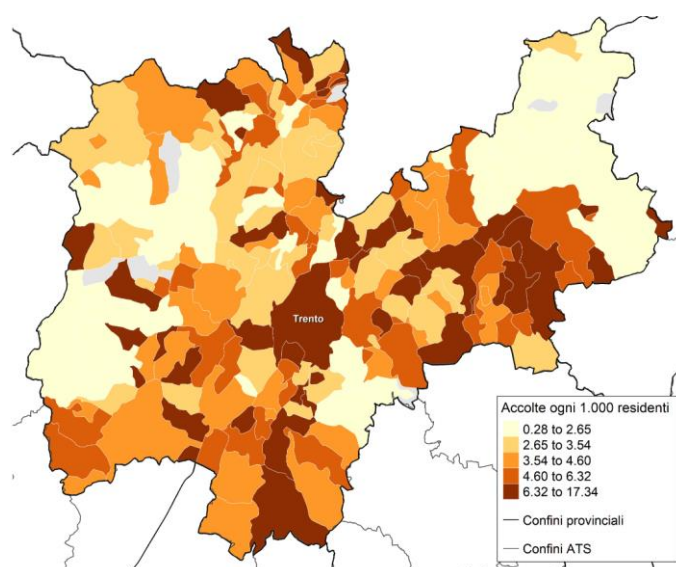 Trento
Accolte ogni 1.000 residenti
0.28 to 2.65
2.65 to 3.54
3.54 to 4.60
4.60 to 6.32
6.32 to 17.34
Confini provinciali
Confini ATS